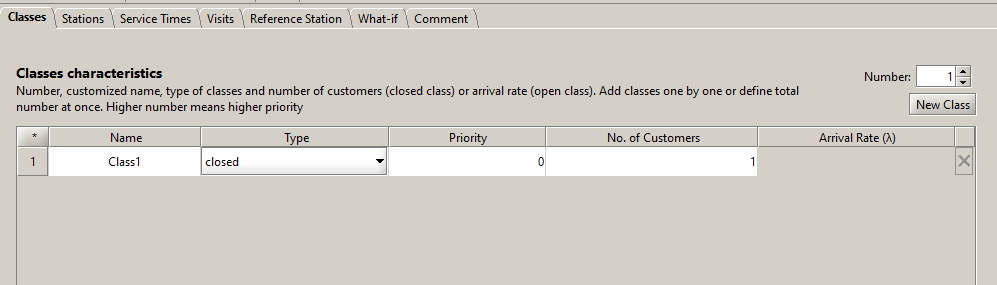 Classes Stations Service Times Visits Reference Station What-if Comment
Classes characteristics
Number: 1
Number, customized name, type of classes and number of customers (closed class) or arrival rate (open class). Add classes one by one or define total
number at once. Higher number means higher priority
New Class
* Name Type Priority No. of Customers Arrival Rate (λ)
1 Class1 closed 0 1